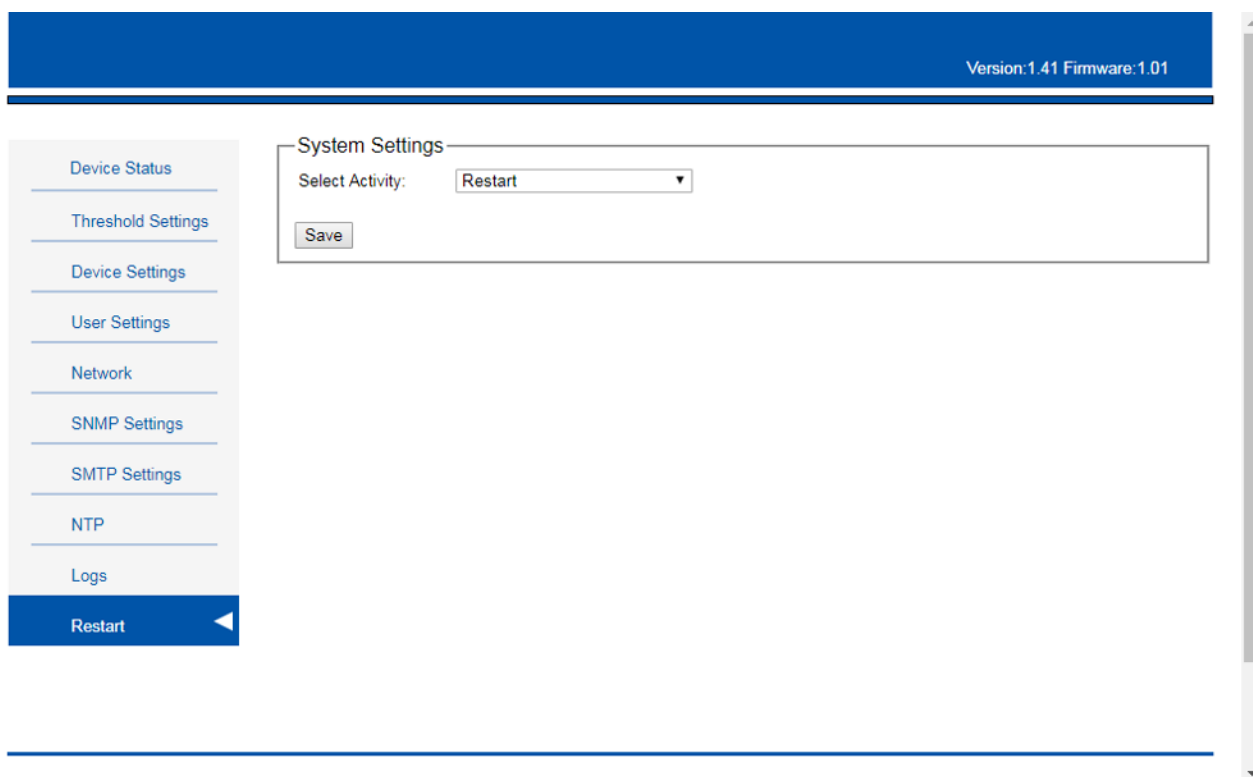 Version:1.41 Firmware:1.01
Device Status
Threshold Settings
Device Settings
User Settings
Network
SNMP Settings
SMTP Settings
NTP
Logs
Restart
System Settings
Select Activity: Restart
Save